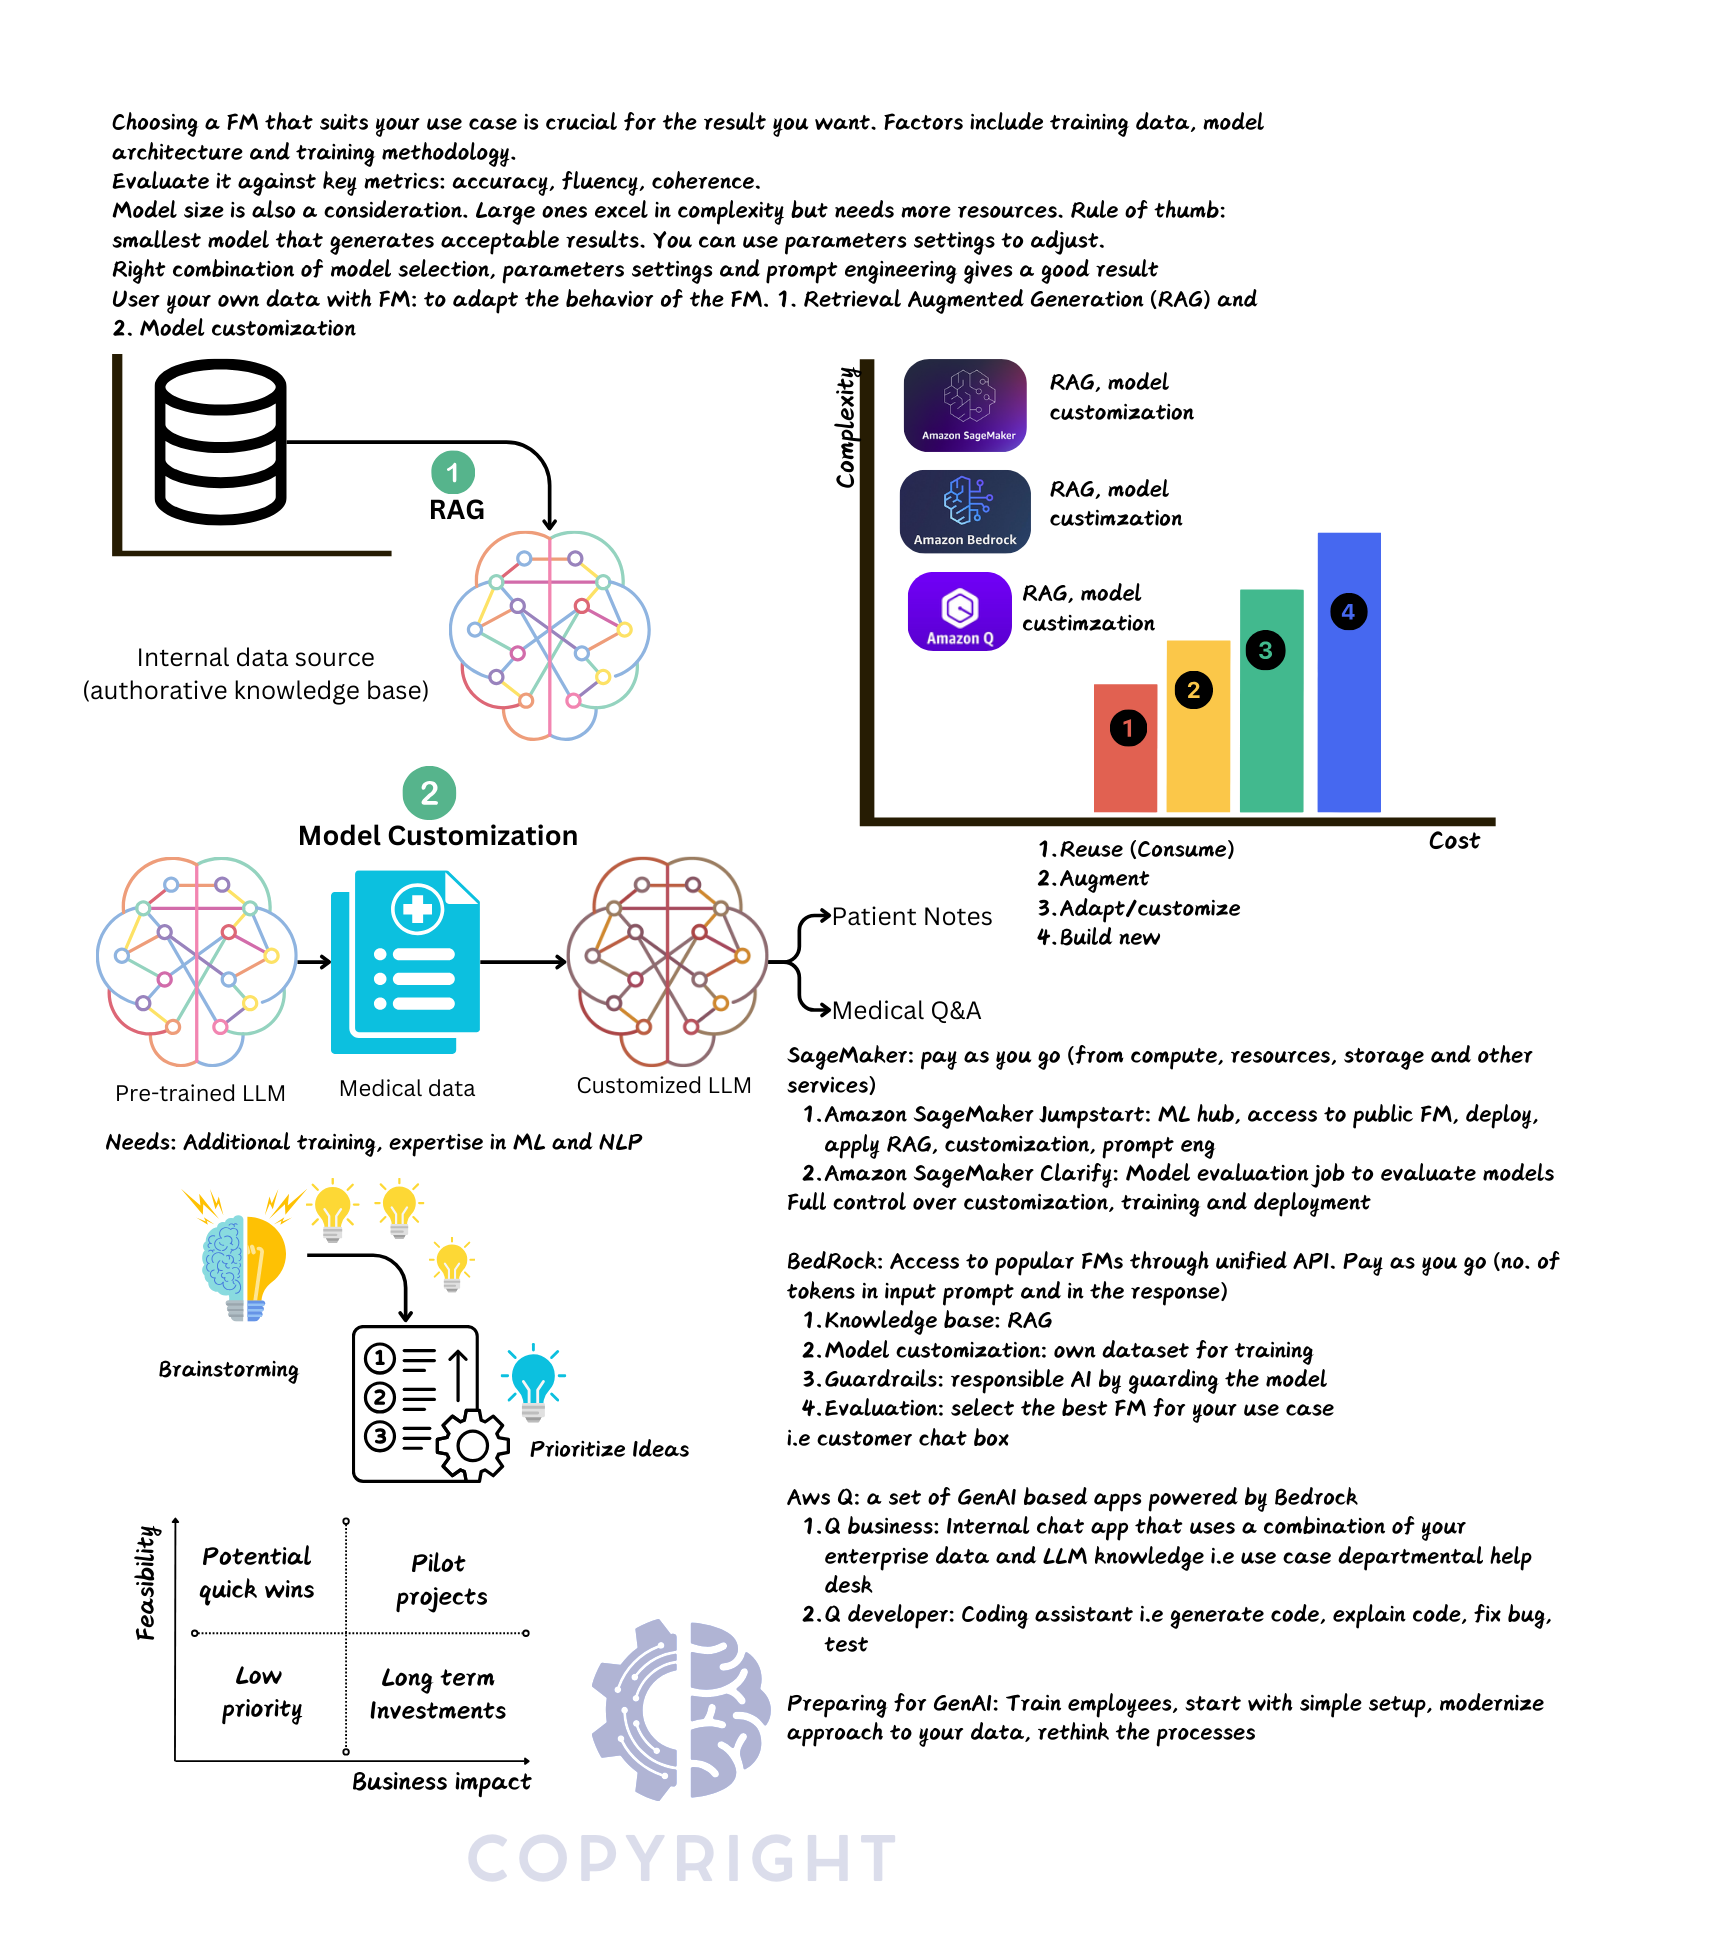 Choosing a FM that suits your use case is crucial for the result you want. Factors include training data, model
architecture and training methodology.
Evaluate it against key metrics: accuracy, fluency, coherence.
Model size is also a consideration. Large ones excel in complexity but needs more resources. Rule of thumb:
smallest model that generates acceptable results. You can use parameters settings to adjust.
Right combination of model selection, parameters settings and prompt engineering gives a good result
User your own data with FM: to adapt the behavior of the FM. 1. Retrieval Augmented Generation (RAG) and
2. Model customization
1
RAG
Internal data source
(authorative knowledge base)
2
Model Customization
Pre-trained LLM
Medical data
Customized LLM
Patient Notes
Medical Q&A
Needs: Additional training, expertise in ML and NLP
Brainstorming
1
2
3
Prioritize Ideas
Feasibility
Potential
quick wins
Pilot
projects
Low
priority
Long term
Investments
Business impact
Complexity
Amazon SageMaker
RAG, model
customization
Amazon Bedrock
RAG, model
custimzation
Amazon Q
RAG, model
custimzation
1
2
3
4
Cost
1. Reuse (Consume)
2. Augment
3. Adapt/customize
4. Build new
SageMaker: pay as you go (from compute, resources, storage and other
services)
1. Amazon SageMaker Jumpstart: ML hub, access to public FM, deploy,
apply RAG, customization, prompt eng
2. Amazon SageMaker Clarify: Model evaluation job to evaluate models
Full control over customization, training and deployment
BedRock: Access to popular FMs through unified API. Pay as you go (no. of
tokens in input prompt and in the response)
1. Knowledge base: RAG
2. Model customization: own dataset for training
3. Guardrails: responsible AI by guarding the model
4. Evaluation: select the best FM for your use case
i.e customer chat box
Aws Q: a set of GenAI based apps powered by Bedrock
1. Q business: Internal chat app that uses a combination of your
enterprise data and LLM knowledge i.e use case departmental help
desk
2. Q developer: Coding assistant i.e generate code, explain code, fix bug,
test
Preparing for GenAI: Train employees, start with simple setup, modernize
approach to your data, rethink the processes
COPYRIGHT